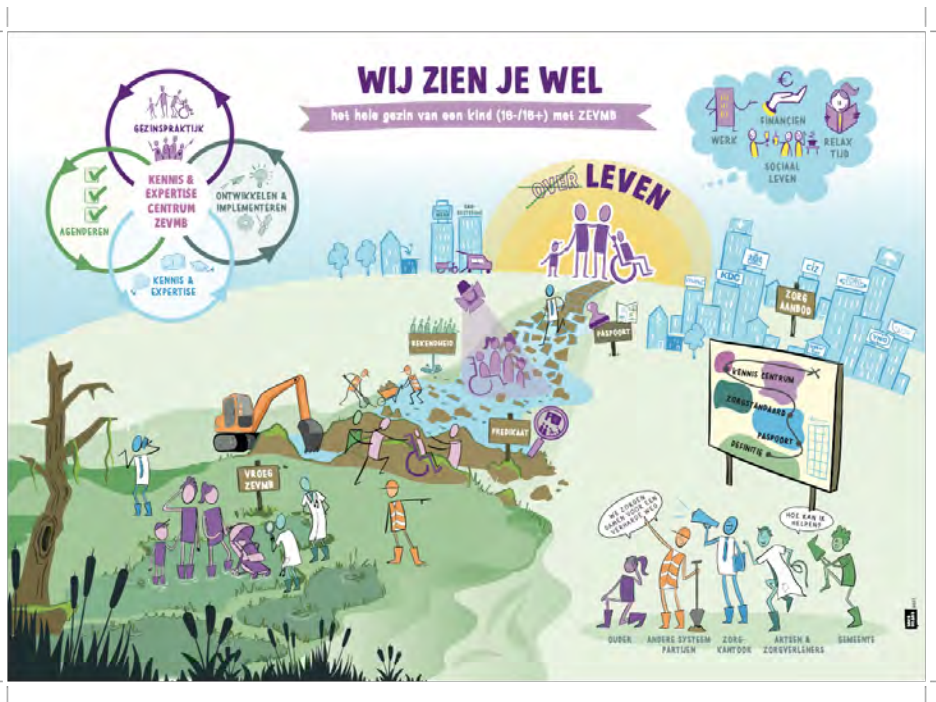 WIJ ZIEN JE WEL
het hele gezin van een kind (16-/18+) met ZEVMB
GEZINSPRAKTIJK
AGENDEREN
KENNIS &
EXPERTISE
CENTRUM
ZEVMB
ONTWIKKELEN &
IMPLEMENTEREN
KENNIS &
EXPERTISE
€
WERK
FINANCIEN
RELAX
TIJD
SOCIAAL
LEVEN
OVER LEVEN
KDC
CIZ
ZORG
AANBOD
BEKENDHEID
PASPOORT
PREDIKAAT
VROEG
ZEVMB
KENNIS CENTRUM
ZORGSTANDAARD
PASPOORT
DEFINITIE
WE ZORGEN
SAMEN VOOR EEN
VERHARDE WEG
HOE KAN IK
HELPEN?
OUDER
ANDERE SYSTEEM
PARTIJEN
ZORG-
KANTOOR
ARTSEN &
ZORGVERLENERS
GEMEENTE